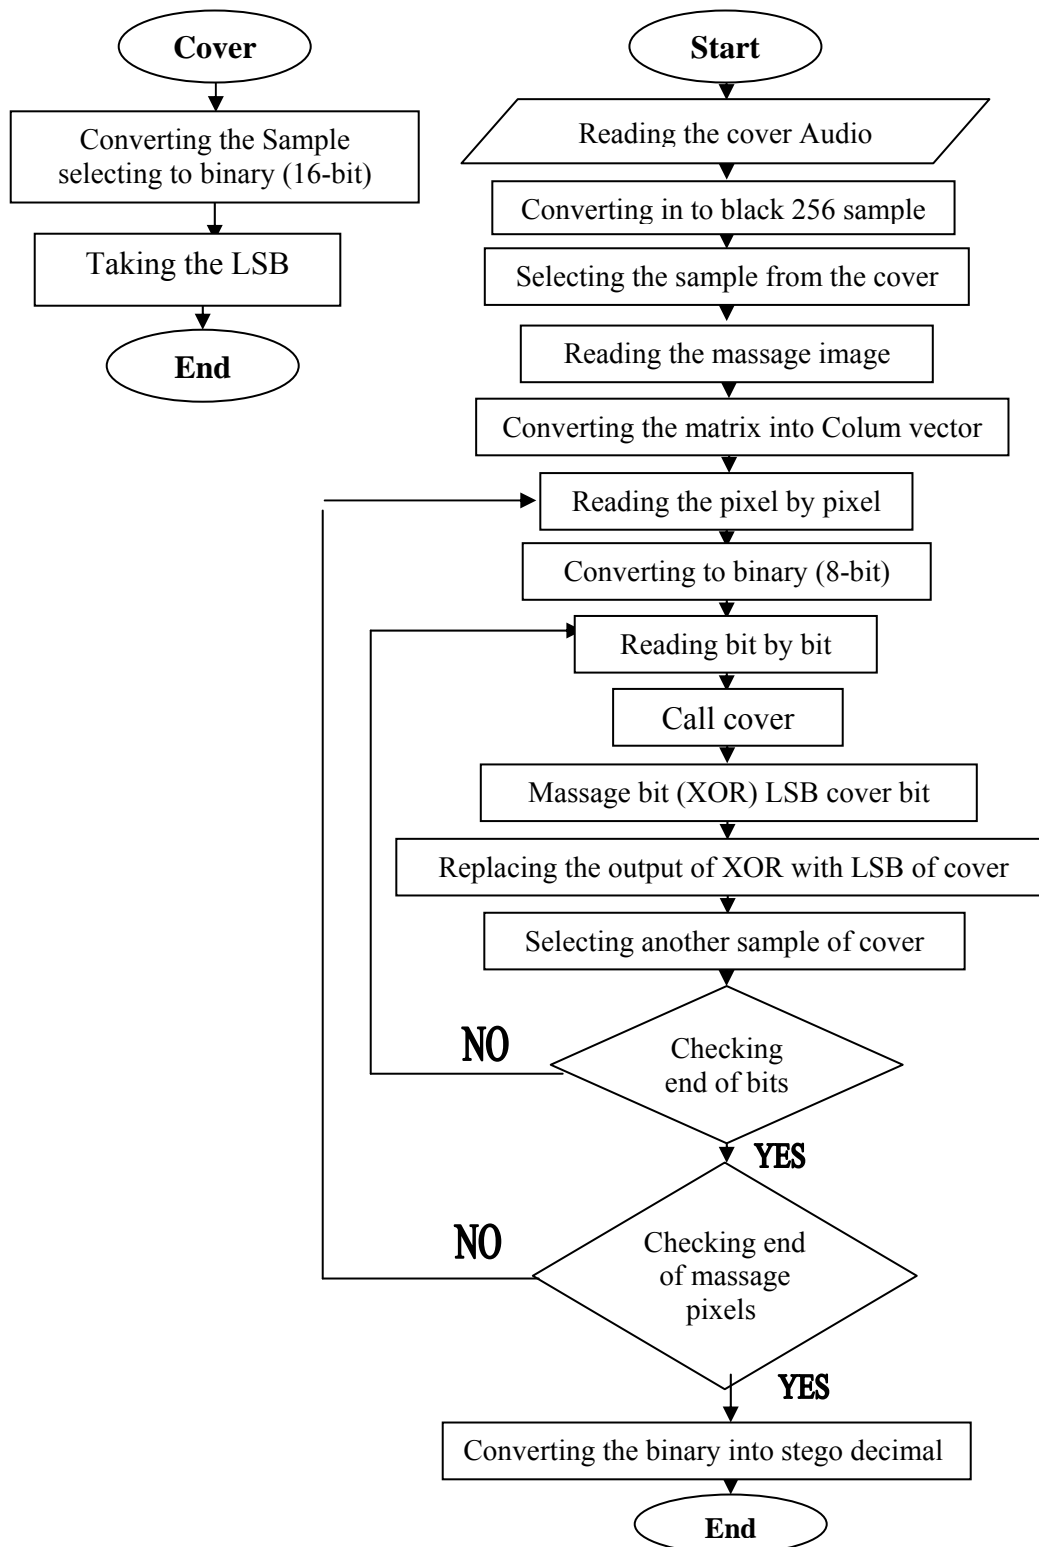 Cover
Converting the Sample
selecting to binary (16-bit)
Taking the LSB
End
Start
Reading the cover Audio
Converting in to black 256 sample
Selecting the sample from the cover
Reading the massage image
Converting the matrix into Colum vector
Reading the pixel by pixel
Converting to binary (8-bit)
Reading bit by bit
Call cover
Massage bit (XOR) LSB cover bit
Replacing the output of XOR with LSB of cover
Selecting another sample of cover
NO
Checking
end of bits
YES
NO
Checking end
of massage
pixels
YES
Converting the binary into stego decimal
End